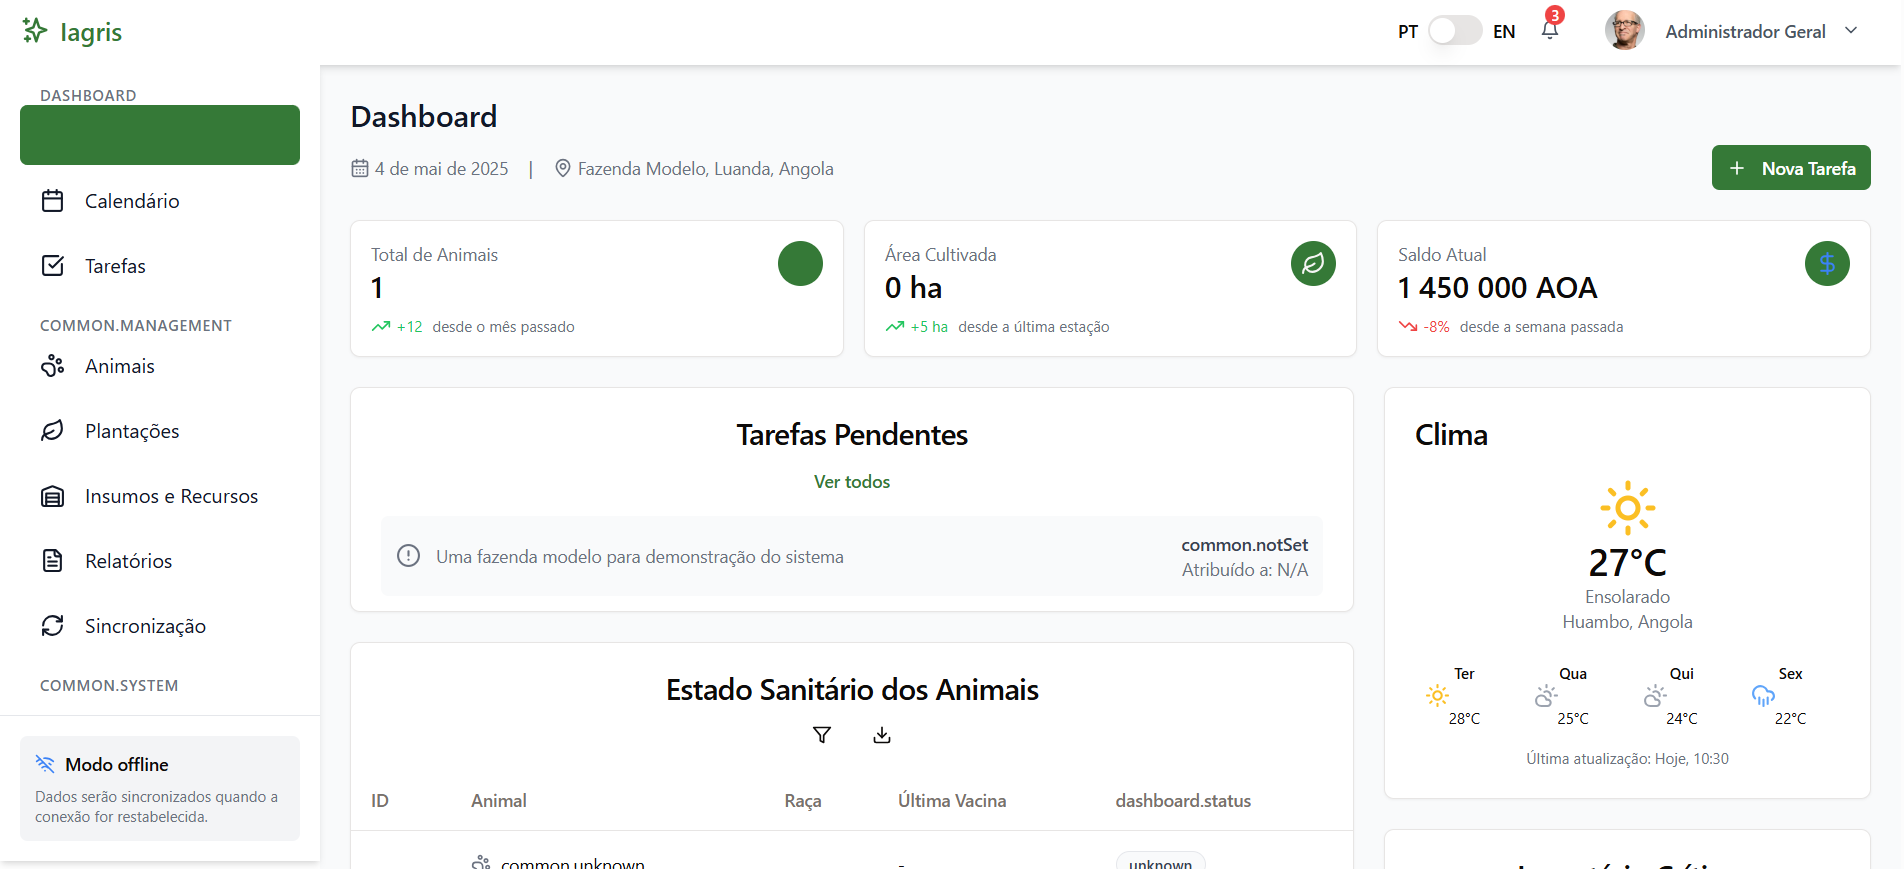 Iagris
PT EN 3 Administrador Geral
DASHBOARD
Calendário
Tarefas
COMMON.MANAGEMENT
Animais
Plantações
Insumos e Recursos
Relatórios
Sincronização
COMMON.SYSTEM
Modo offline
Dados serão sincronizados quando a
conexão for restabelecida.
Dashboard
4 de mai de 2025 | Fazenda Modelo, Luanda, Angola
+ Nova Tarefa
Total de Animais
1
+12 desde o mês passado
Área Cultivada
0 ha
+5 ha desde a última estação
Saldo Atual
1 450 000 AOA
$
-8% desde a semana passada
Tarefas Pendentes
Ver todos
Uma fazenda modelo para demonstração do sistema
common.notSet
Atribuído a: N/A
Estado Sanitário dos Animais
ID Animal Raça Última Vacina dashboard.status
common.unknown - unknown
Clima
27°C
Ensolarado
Huambo, Angola
Ter Qua Qui Sex
28°C 25°C 24°C 22°C
Última atualização: Hoje, 10:30